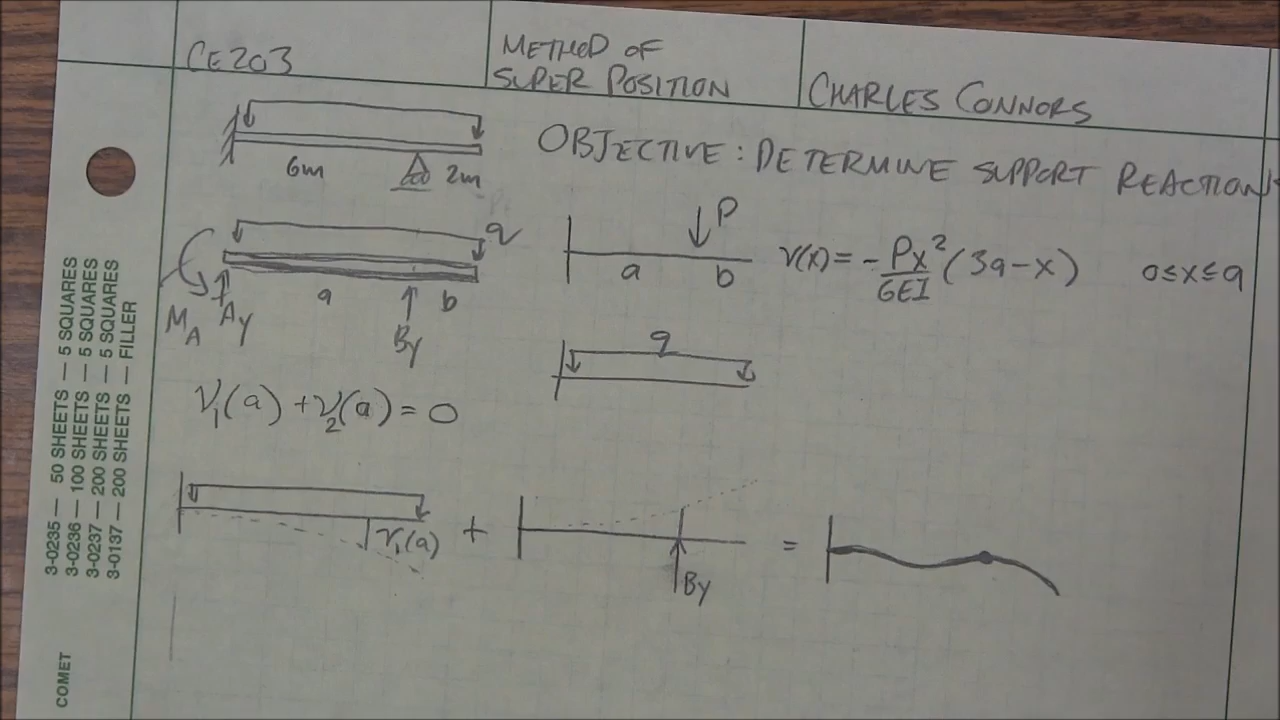 CE203
METHOD OF
SUPER POSITION
CHARLES CONNORS
OBJECTIVE: DETERMINE SUPPORT REACTIONS
6m
2m
q
a
b
M_A
Ay
By
P
a
b
v(x) = -Px²/6EI (3a-x) 0≤x≤a
q
v₁(a) + v₂(a) = 0
v₁(a)
+
By
=
3-0235 — 50 SHEETS — 5 SQUARES
3-0236 — 100 SHEETS — 5 SQUARES
3-0237 — 200 SHEETS — 5 SQUARES
3-0137 — 200 SHEETS — FILLER
COMET